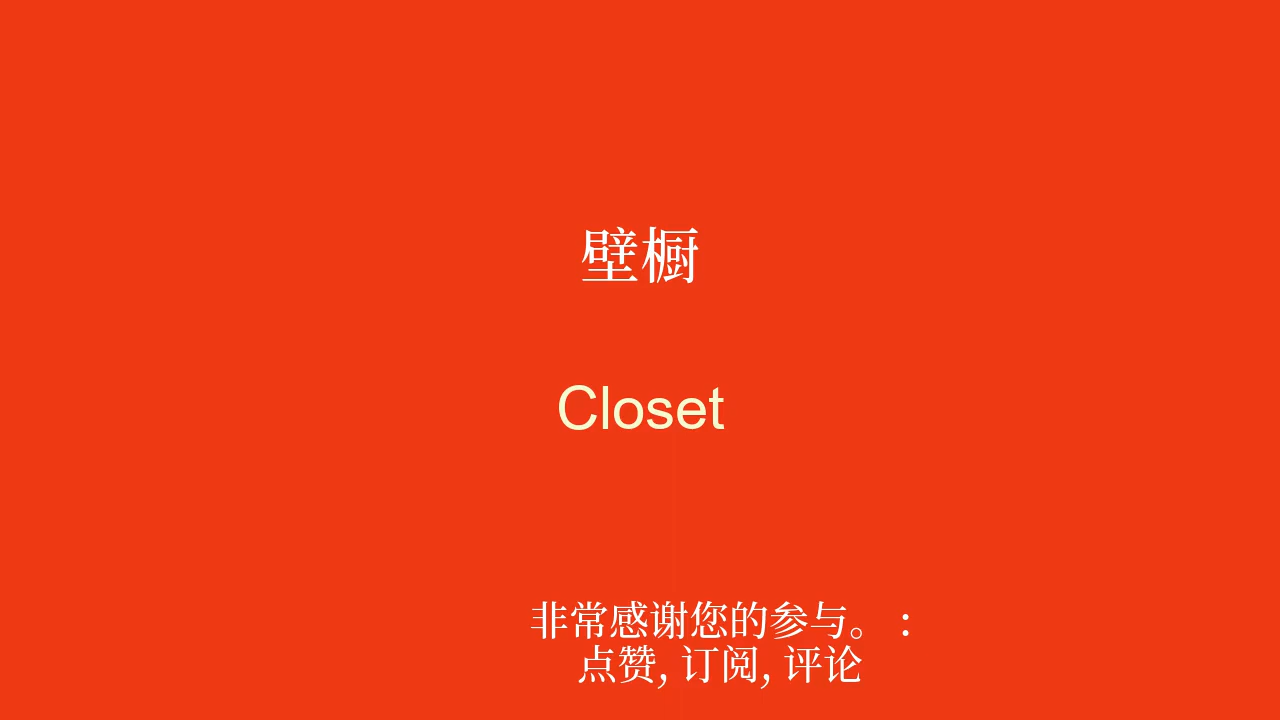 壁橱
Closet
非常感谢您的参与。 :
点赞, 订阅, 评论